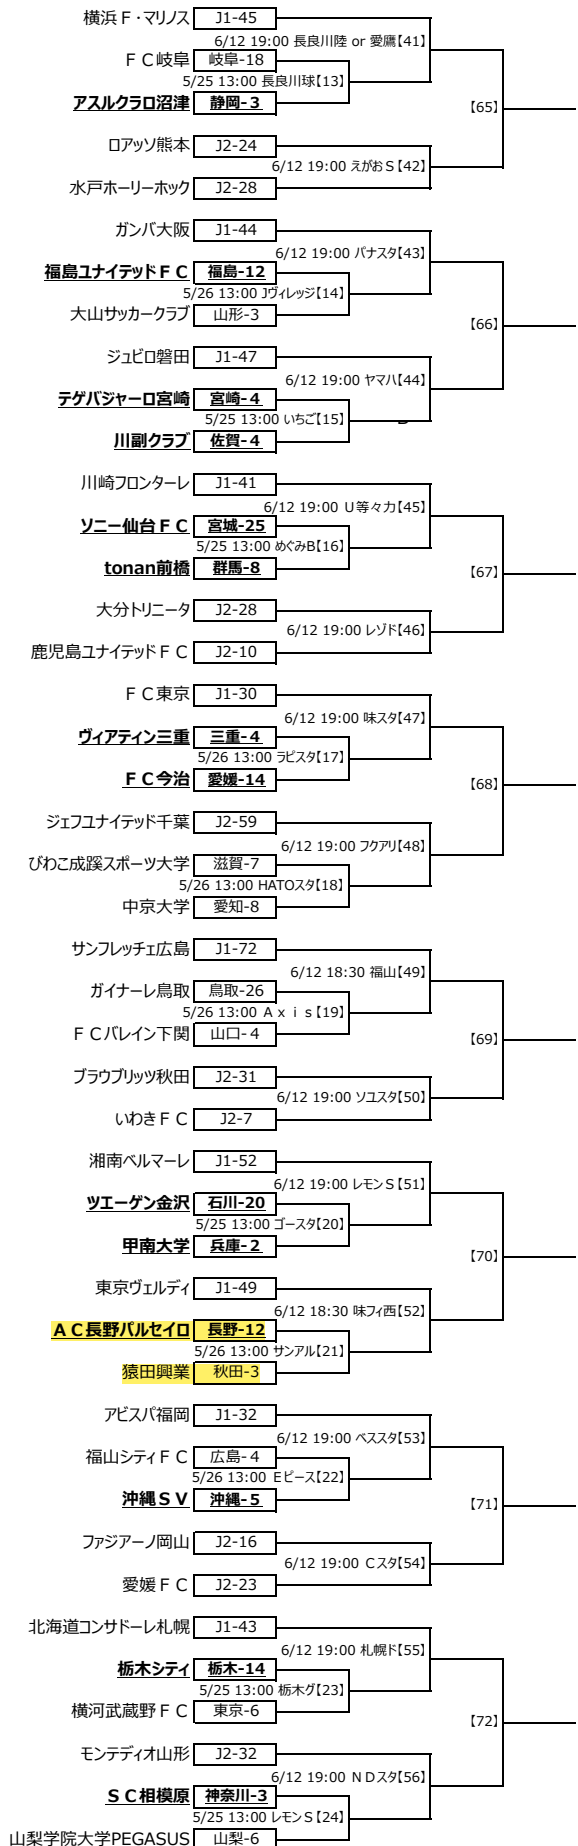 横浜Ｆ・マリノス J1-45
6/12 19:00 長良川陸 or 愛鷹【41】
ＦＣ岐阜 岐阜-18
5/25 13:00 長良川球【13】
アスルクラロ沼津 静岡-3
【65】
ロアッソ熊本 J2-24
6/12 19:00 えがおＳ【42】
水戸ホーリーホック J2-28
ガンバ大阪 J1-44
6/12 19:00 パナスタ【43】
福島ユナイテッドＦＣ 福島-12
5/26 13:00 Jヴィレッジ【14】
大山サッカークラブ 山形-3
【66】
ジュビロ磐田 J1-47
6/12 19:00 ヤマハ【44】
テゲバジャーロ宮崎 宮崎-4
5/25 13:00 いちご【15】
川副クラブ 佐賀-4
川崎フロンターレ J1-41
6/12 19:00 Ｕ等々力【45】
ソニー仙台ＦＣ 宮城-25
5/25 13:00 めぐみB【16】
tonan前橋 群馬-8
【67】
大分トリニータ J2-28
6/12 19:00 レゾド【46】
鹿児島ユナイテッドＦＣ J2-10
ＦＣ東京 J1-30
6/12 19:00 味スタ【47】
ヴィアティン三重 三重-4
5/26 13:00 ラピスタ【17】
ＦＣ今治 愛媛-14
【68】
ジェフユナイテッド千葉 J2-59
6/12 19:00 フクアリ【48】
びわこ成蹊スポーツ大学 滋賀-7
5/26 13:00 HATOスタ【18】
中京大学 愛知-8
サンフレッチェ広島 J1-72
6/12 18:30 福山【49】
ガイナーレ鳥取 鳥取-26
5/26 13:00 Ａｘｉｓ【19】
ＦＣバレイン下関 山口-4
【69】
ブラウブリッツ秋田 J2-31
6/12 19:00 ソユスタ【50】
いわきＦＣ J2-7
湘南ベルマーレ J1-52
6/12 19:00 レモンＳ【51】
ツエーゲン金沢 石川-20
5/25 13:00 ゴースタ【20】
甲南大学 兵庫-2
【70】
東京ヴェルディ J1-49
6/12 18:30 味フィ西【52】
ＡＣ長野パルセイロ 長野-12
5/26 13:00 サンアル【21】
猿田興業 秋田-3
アビスパ福岡 J1-32
6/12 19:00 ベススタ【53】
福山シティＦＣ 広島-4
5/26 13:00 Ｅピース【22】
沖縄ＳＶ 沖縄-5
【71】
ファジアーノ岡山 J2-16
6/12 19:00 Ｃスタ【54】
愛媛ＦＣ J2-23
北海道コンサドーレ札幌 J1-43
6/12 19:00 札幌ド【55】
栃木シティ 栃木-14
5/25 13:00 栃木グ【23】
横河武蔵野ＦＣ 東京-6
【72】
モンテディオ山形 J2-32
6/12 19:00 ＮＤスタ【56】
ＳＣ相模原 神奈川-3
5/25 13:00 レモンＳ【24】
山梨学院大学PEGASUS 山梨-6